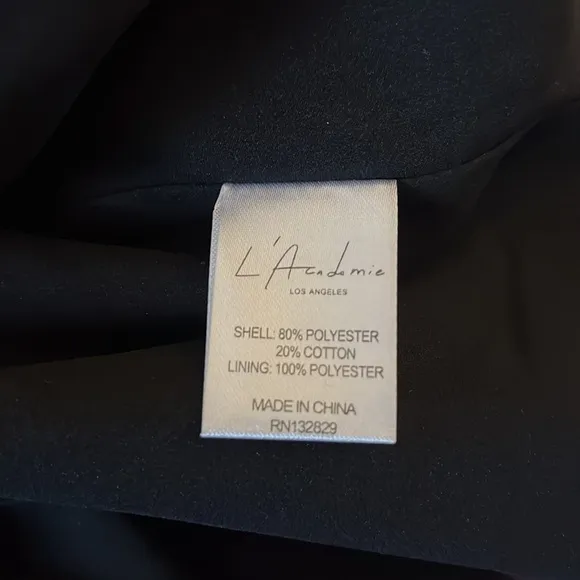 L'Academie
LOS ANGELES
SHELL: 80% POLYESTER
20% COTTON
LINING: 100% POLYESTER
MADE IN CHINA
RN132829